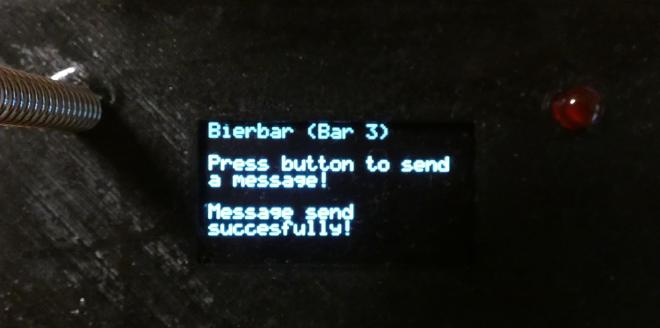 Bierbar (Bar 3)
Press button to send
a message!
Message send
succesfully!